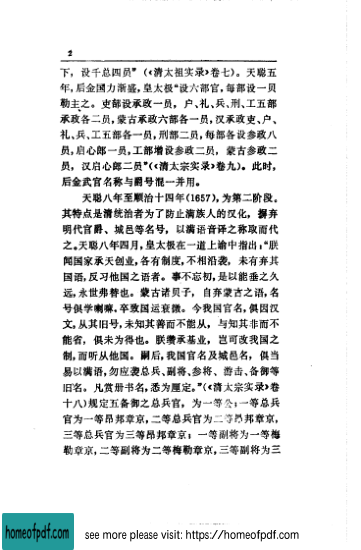 2
下，设千总四员”（《清太祖实录》卷七）。天聪五
年，后金国力渐盛，皇太极“设六部官，每部设一贝
勒主之。吏部设承政一员，户、礼、兵、刑、工五部
承政各二员，蒙古承政六部各一员，汉承政吏、户、
礼、兵、工五部各一员，刑部二员，每部各设参政八
员，启心郎一员，工部增设参政二员，蒙古参政二
员，汉启心郎二员”（《清太宗实录》卷九）。此时，
后金武官名称与爵号混一并用。
天聪八年至顺治十四年（1657），为第二阶段。
其特点是清统治者为了防止满族人的汉化，摒弃
明代官爵、城邑等名号，以满语音译之称取而代
之。天聪八年四月，皇太极在一道上谕中指出：“朕
闻国家承天创业，各有制度，不相沿袭，未有弃其
国语，反习他国之语者。事不忘初，是以能垂之久
远，永世弗替也。蒙古诸贝子，自弃蒙古之语，名
号俱学喇嘛，卒致国运衰微。今我国官名，俱因汉
文，从其旧号，未知其善而不能从，与知其非而不
能省，俱未为得也。朕缵承基业，岂可改我国之
制，而听从他国。嗣后，我国官名及城邑名，俱当
易以满语，勿应袭总兵、副将、参将、游击、备御等
旧名。凡赏册书名，悉为厘定。”（《清太宗实录》卷
十八）规定五备御之总兵官，为一等公；一等总兵
官为一等昂邦章京，二等总兵官为二等昂邦章京，
三等总兵官为三等昂邦章京；一等副将为一等梅
勒章京，二等副将为二等梅勒章京，三等副将为三
homeofpdf.com
see more please visit: https://homeofpdf.com